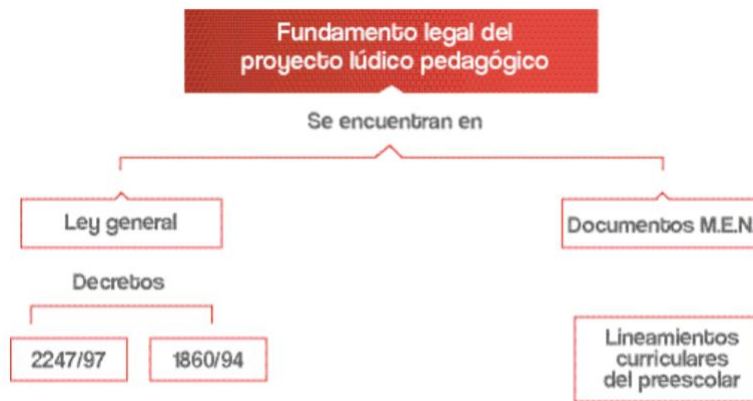 Fundamento legal del
proyecto lúdico pedagógico
Se encuentran en
Ley general
Documentos M.E.N.
Decretos
2247/97
1860/94
Lineamientos
curriculares
del preescolar